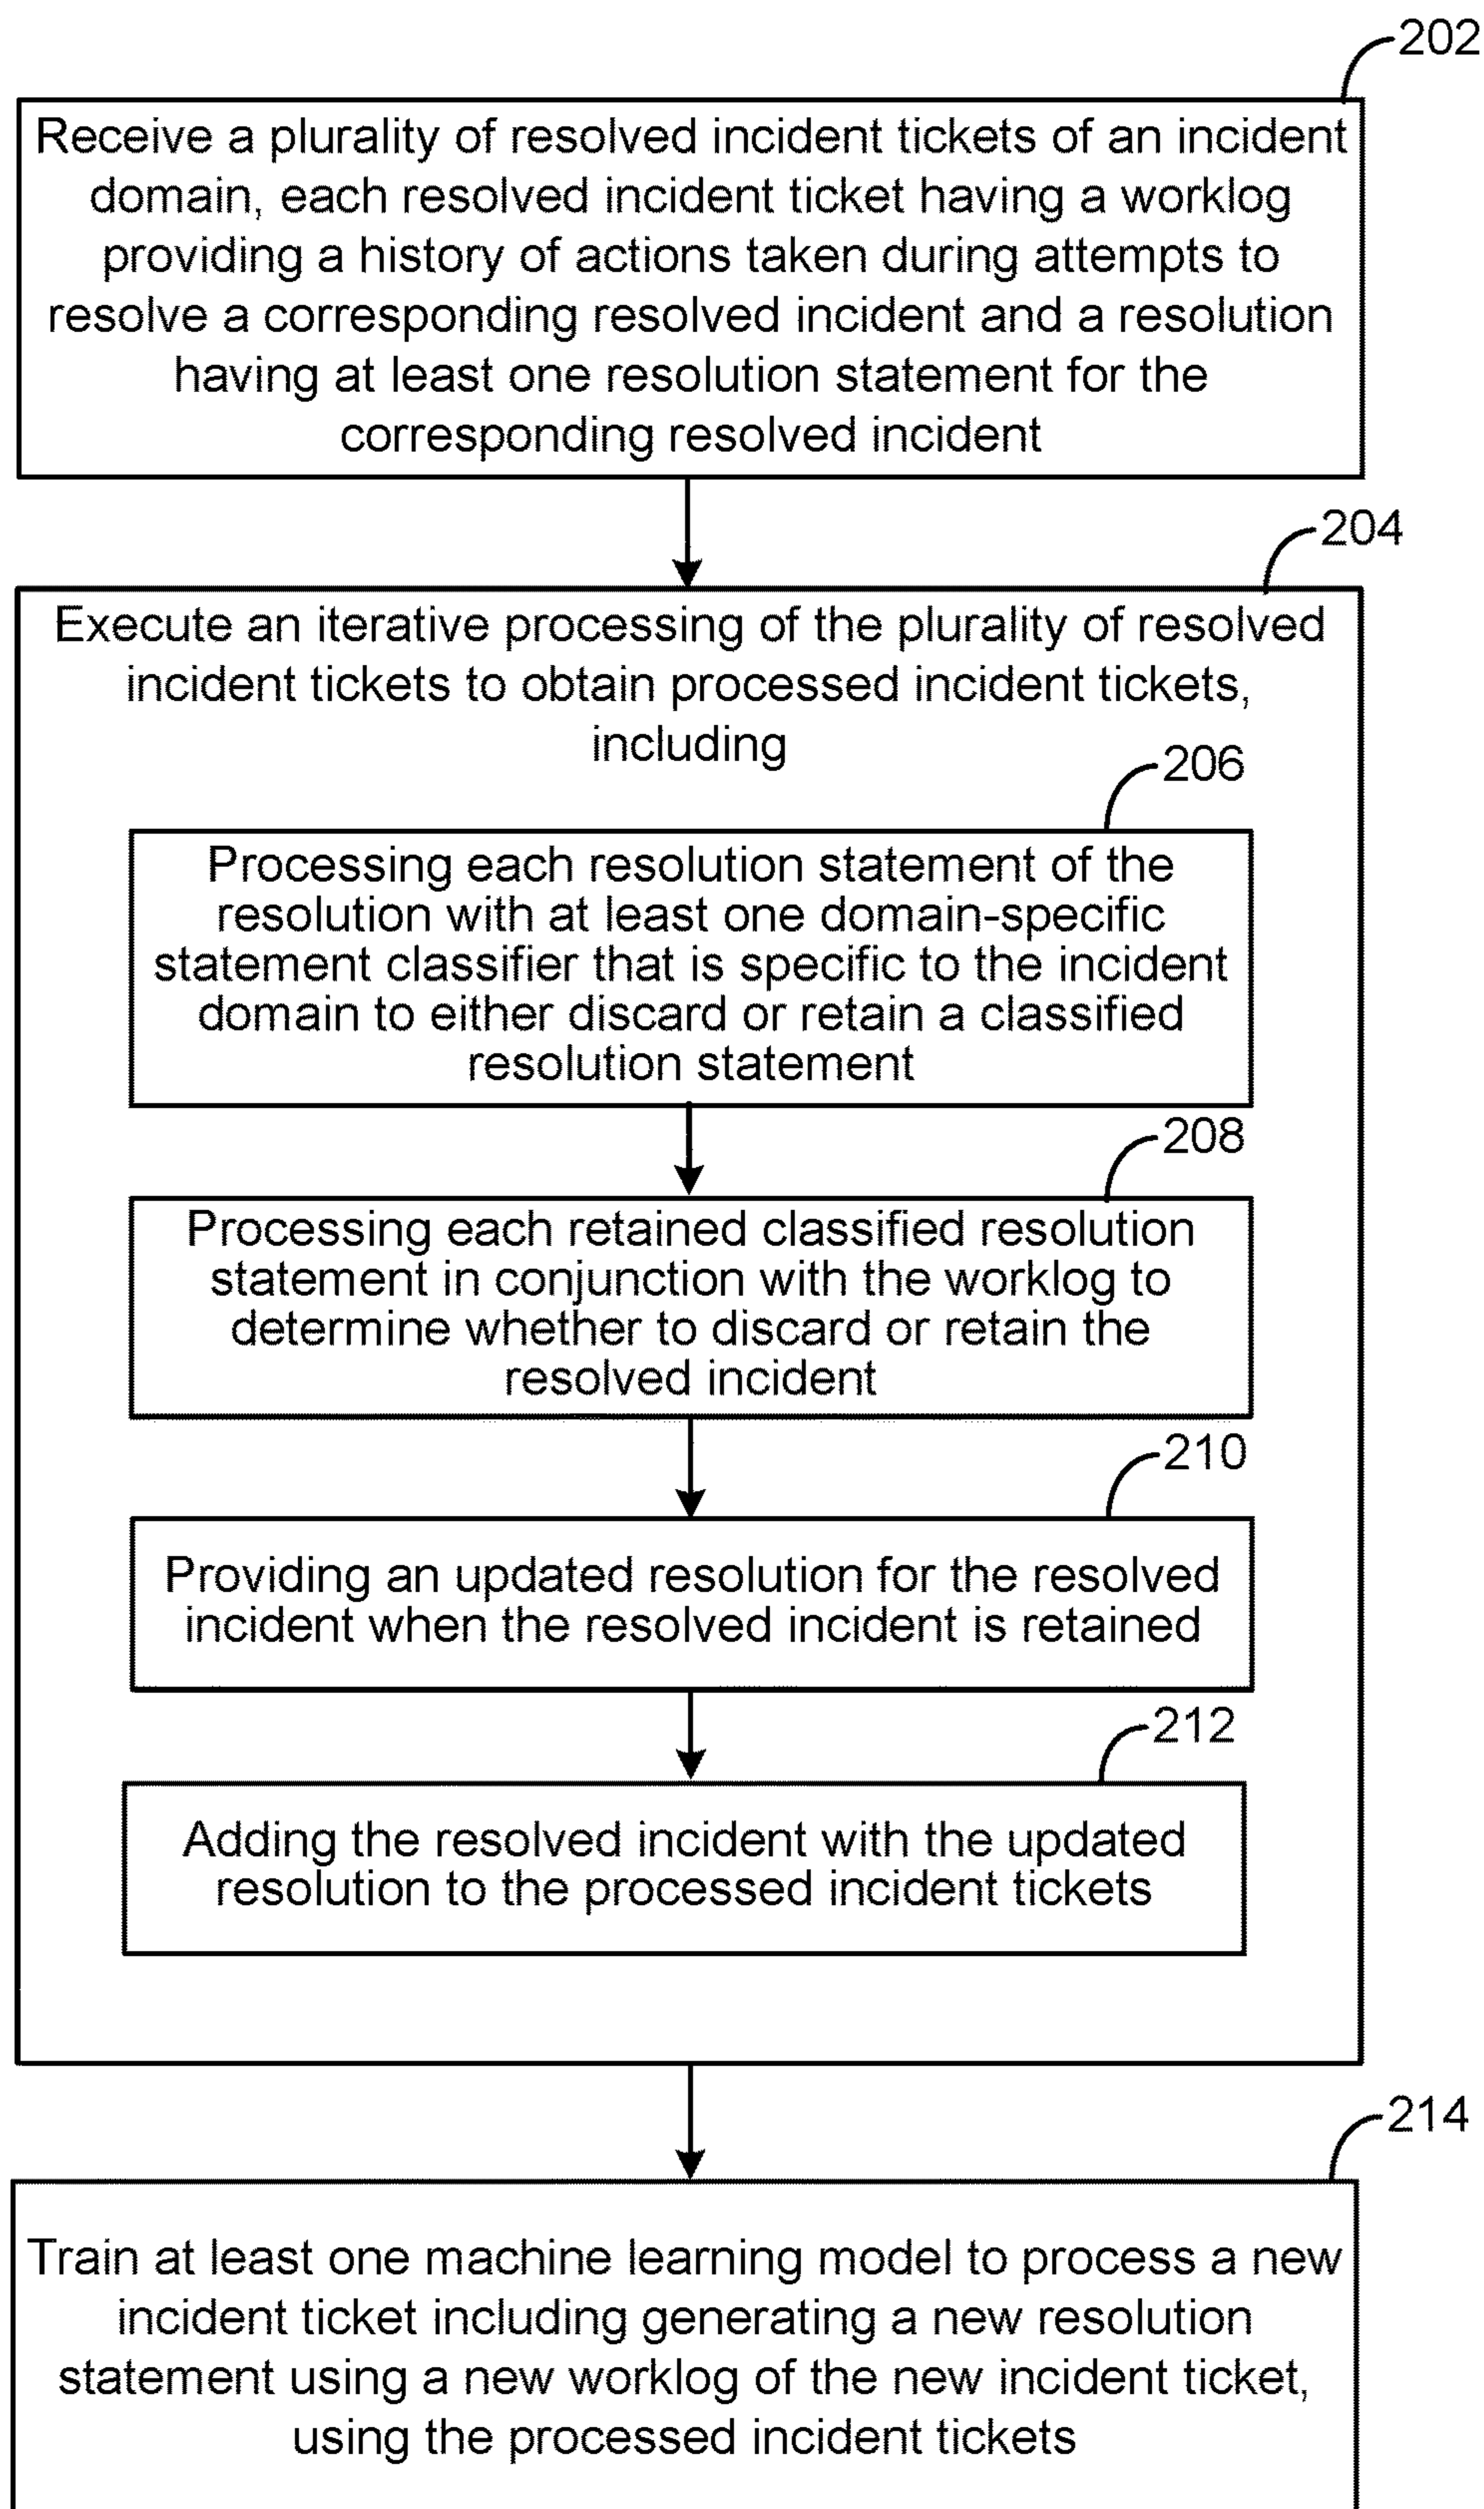 202
Receive a plurality of resolved incident tickets of an incident
domain, each resolved incident ticket having a worklog
providing a history of actions taken during attempts to
resolve a corresponding resolved incident and a resolution
having at least one resolution statement for the
corresponding resolved incident
204
Execute an iterative processing of the plurality of resolved
incident tickets to obtain processed incident tickets,
including
206
Processing each resolution statement of the
resolution with at least one domain-specific
statement classifier that is specific to the incident
domain to either discard or retain a classified
resolution statement
208
Processing each retained classified resolution
statement in conjunction with the worklog to
determine whether to discard or retain the
resolved incident
210
Providing an updated resolution for the resolved
incident when the resolved incident is retained
212
Adding the resolved incident with the updated
resolution to the processed incident tickets
214
Train at least one machine learning model to process a new
incident ticket including generating a new resolution
statement using a new worklog of the new incident ticket,
using the processed incident tickets